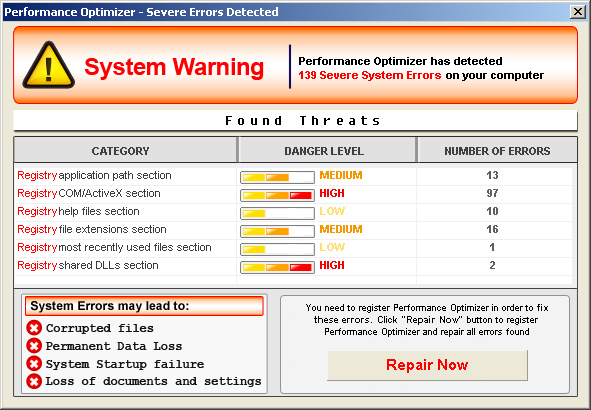 Performance Optimizer - Severe Errors Detected
System Warning
Performance Optimizer has detected
139 Severe System Errors on your computer
Found Threats
CATEGORY DANGER LEVEL NUMBER OF ERRORS
Registry application path section MEDIUM 13
Registry COM/ActiveX section HIGH 97
Registry help files section LOW 10
Registry file extensions section MEDIUM 16
Registry most recently used files section LOW 1
Registry shared DLLs section HIGH 2
System Errors may lead to:
Corrupted files
Permanent Data Loss
System Startup failure
Loss of documents and settings
You need to register Performance Optimizer in order to fix
these errors. Click "Repair Now" button to register
Performance Optimizer and repair all errors found
Repair Now